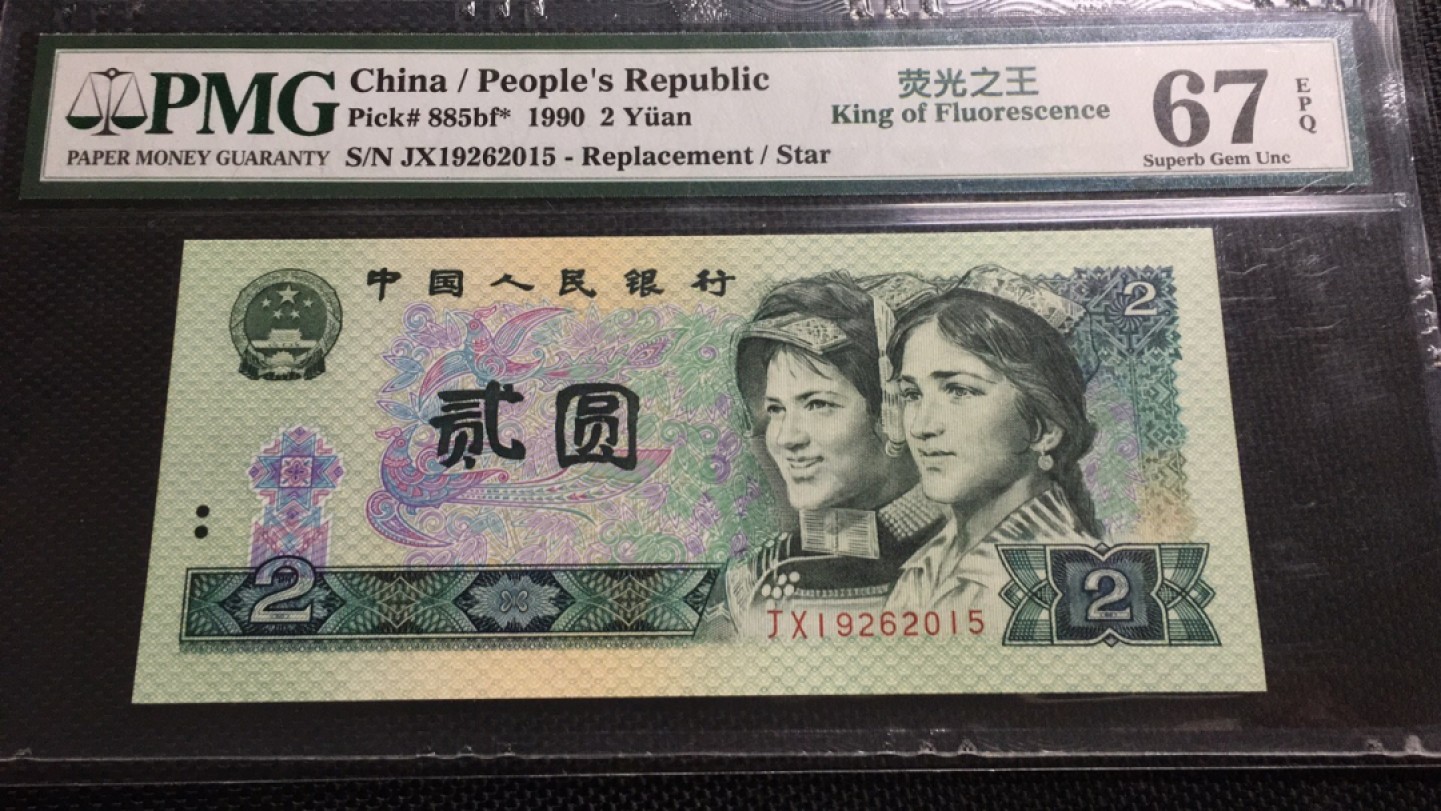 PMG
PAPER MONEY GUARANTY
China / People's Republic
Pick# 885bf* 1990 2 Yüan
S/N JX19262015 - Replacement / Star
荧光之王
King of Fluorescence
67
EPQ
Superb Gem Unc
中国人民银行
2
贰圆
2
JX19262015
2